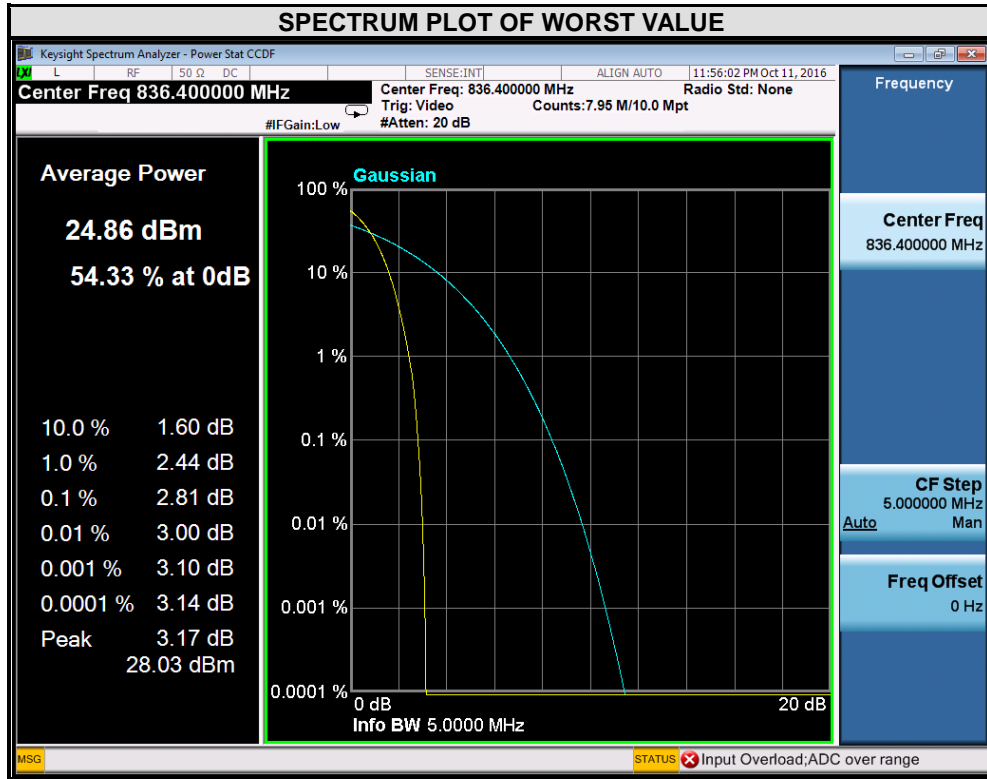 SPECTRUM PLOT OF WORST VALUE
Keysight Spectrum Analyzer - Power Stat CCDF
LXI L RF 50 Ω DC SENSE:INT ALIGN AUTO 11:56:02 PM Oct 11, 2016
Center Freq 836.400000 MHz
Center Freq: 836.400000 MHz Radio Std: None
Trig: Video Counts:7.95 M/10.0 Mpt
#IFGain:Low #Atten: 20 dB
Frequency
Average Power
24.86 dBm
54.33 % at 0dB
10.0 % 1.60 dB
1.0 % 2.44 dB
0.1 % 2.81 dB
0.01 % 3.00 dB
0.001 % 3.10 dB
0.0001 % 3.14 dB
Peak 3.17 dB
28.03 dBm
Gaussian
100 %
10 %
1 %
0.1 %
0.01 %
0.001 %
0.0001 %
0 dB 20 dB
Info BW 5.0000 MHz
Center Freq
836.400000 MHz
CF Step
5.000000 MHz
Auto Man
Freq Offset
0 Hz
MSG STATUS Input Overload;ADC over range